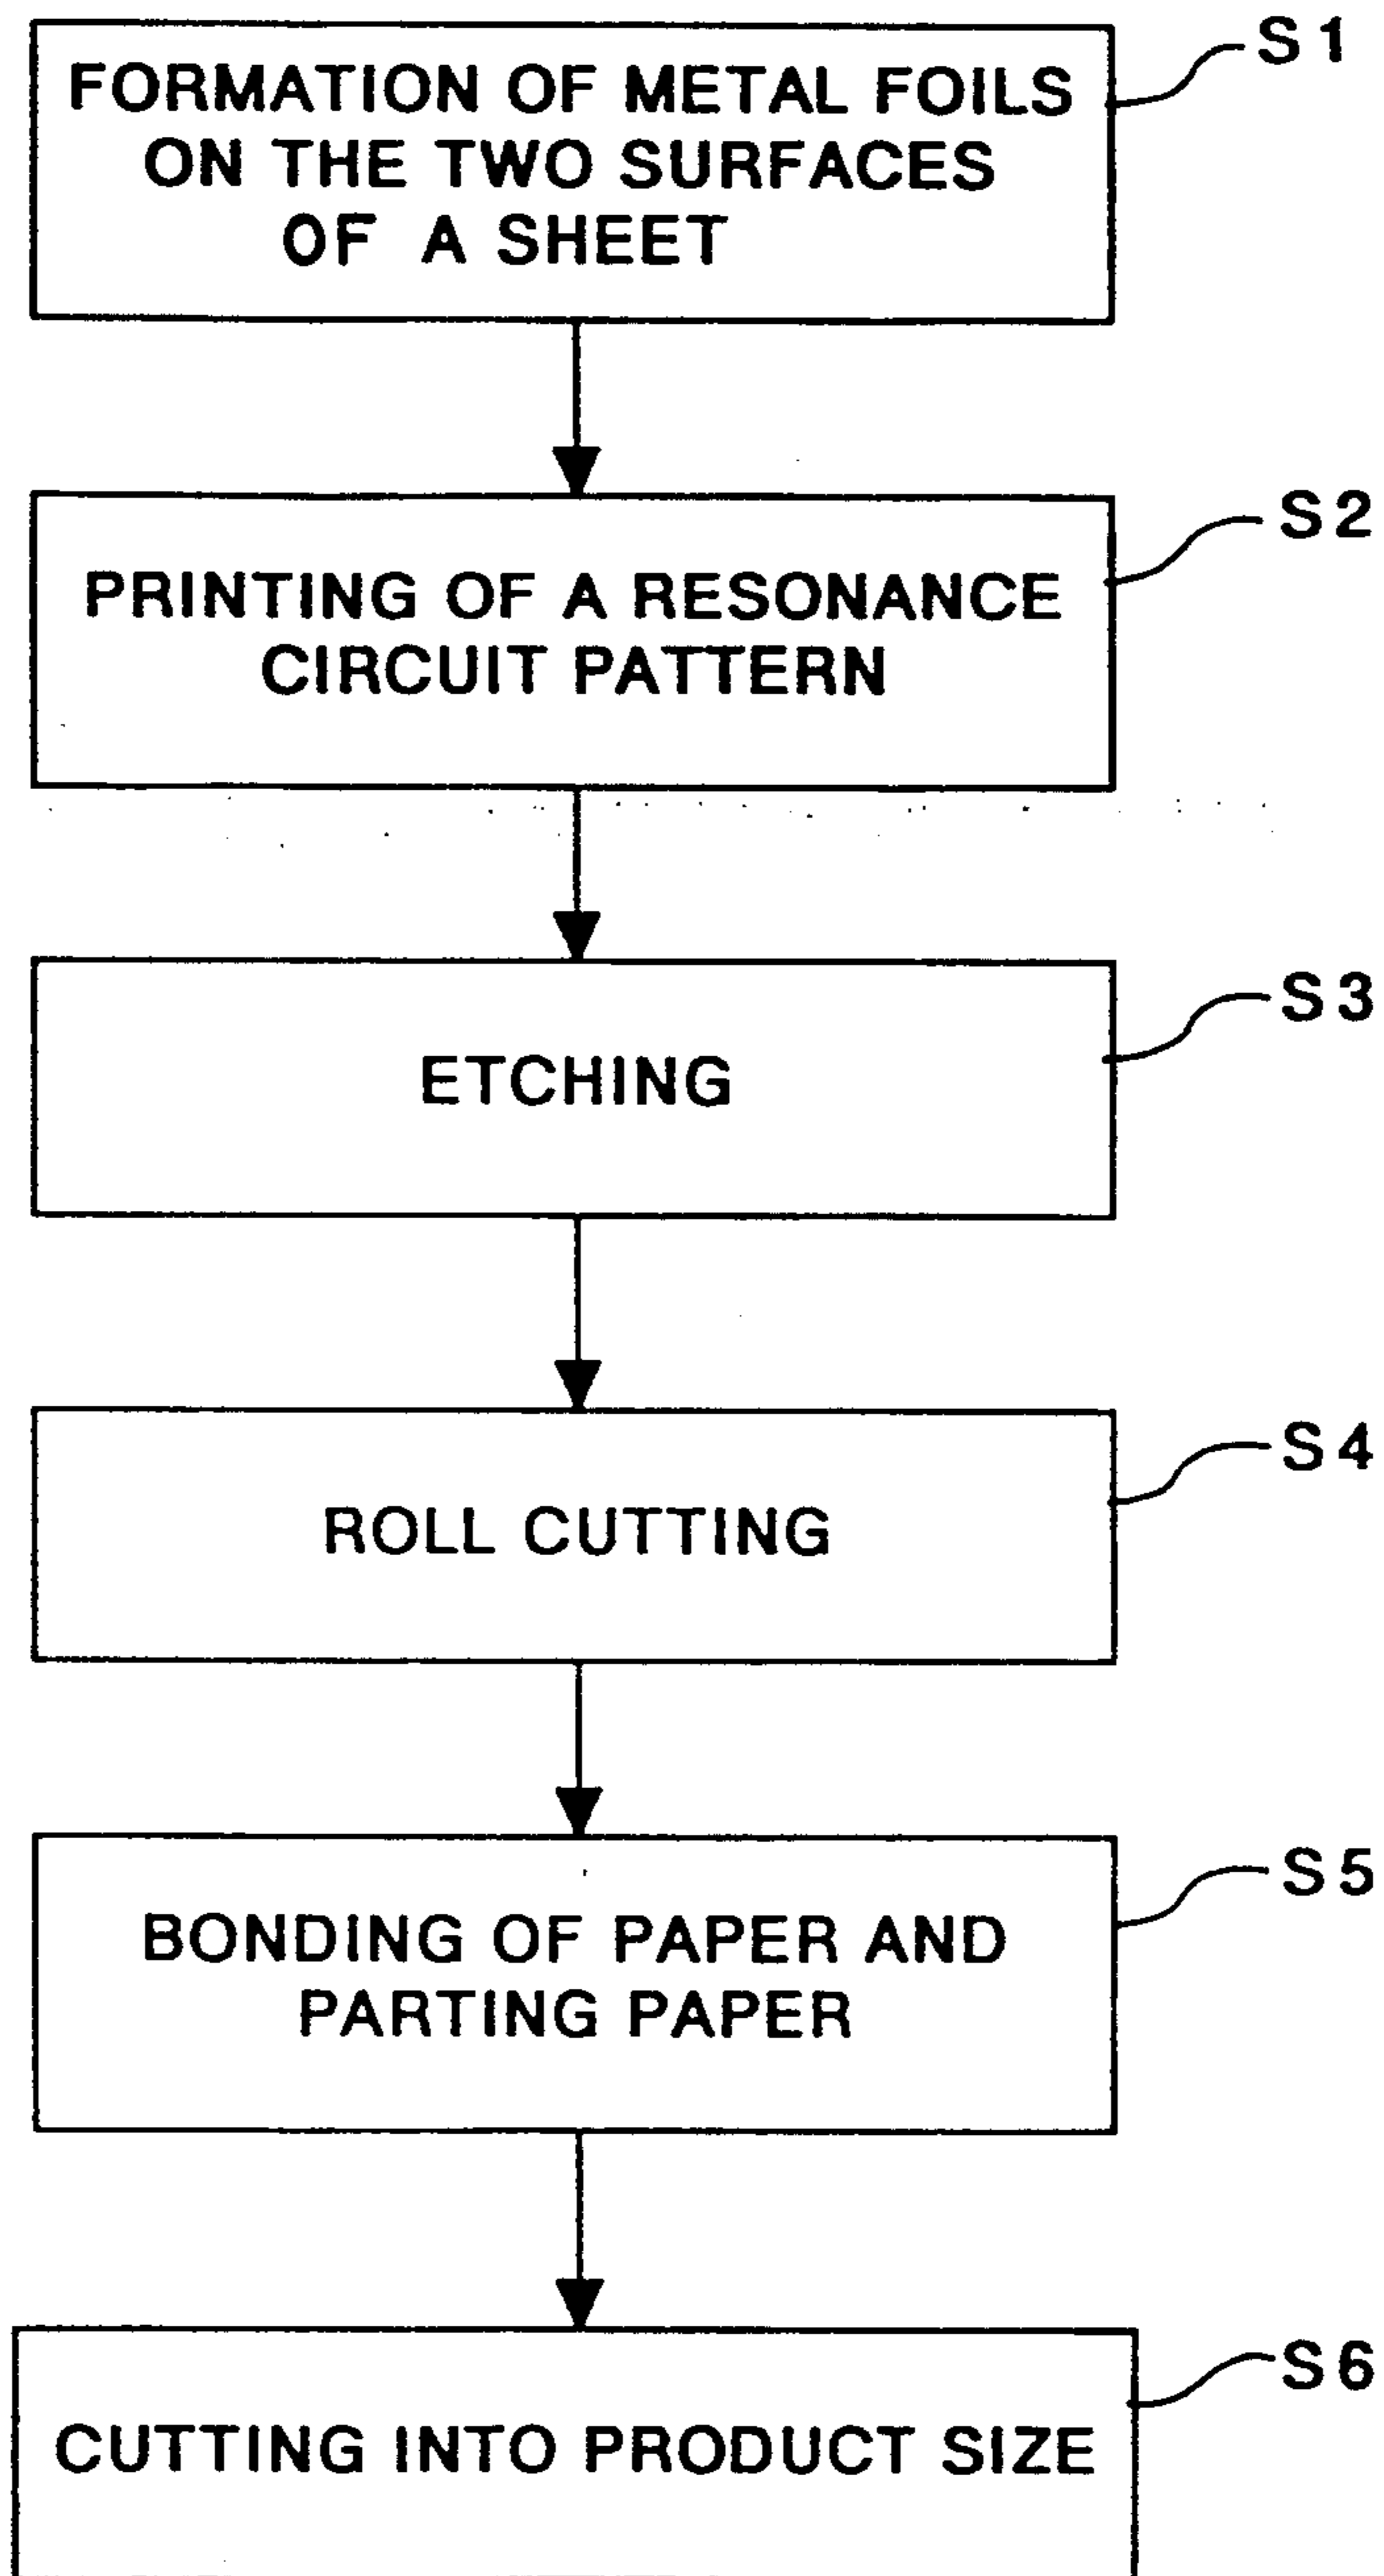 S1
FORMATION OF METAL FOILS
ON THE TWO SURFACES
OF A SHEET
S2
PRINTING OF A RESONANCE
CIRCUIT PATTERN
S3
ETCHING
S4
ROLL CUTTING
S5
BONDING OF PAPER AND
PARTING PAPER
S6
CUTTING INTO PRODUCT SIZE